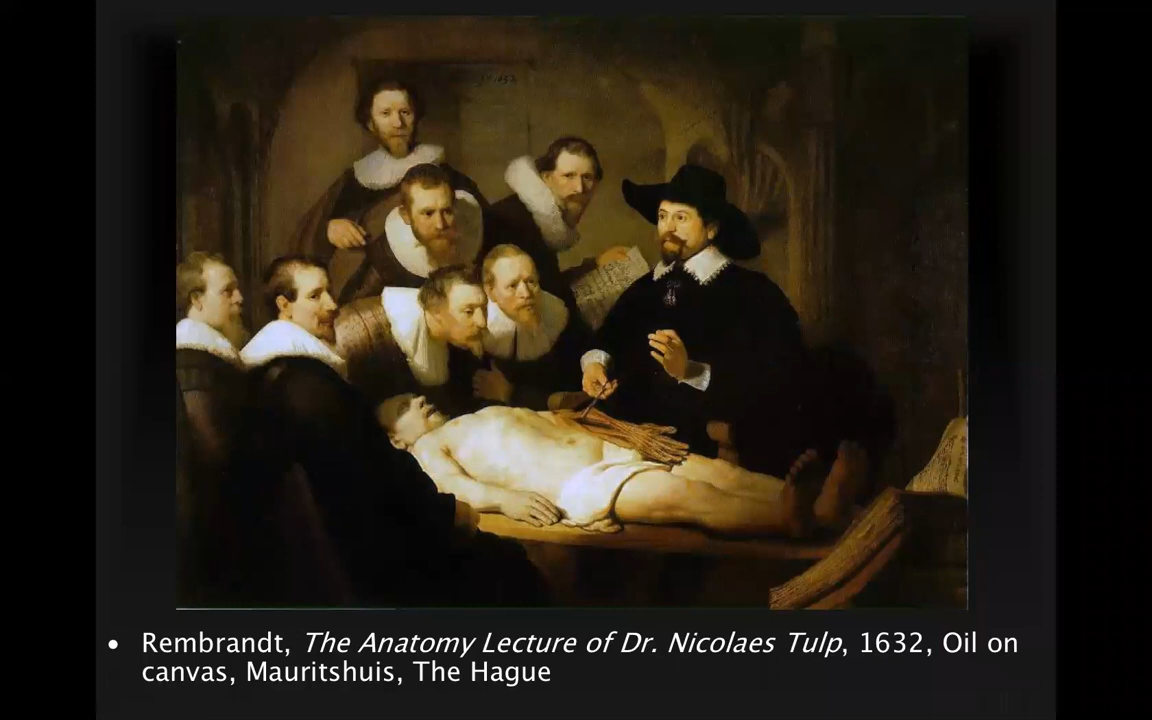 • Rembrandt, The Anatomy Lecture of Dr. Nicolaes Tulp, 1632, Oil on
canvas, Mauritshuis, The Hague